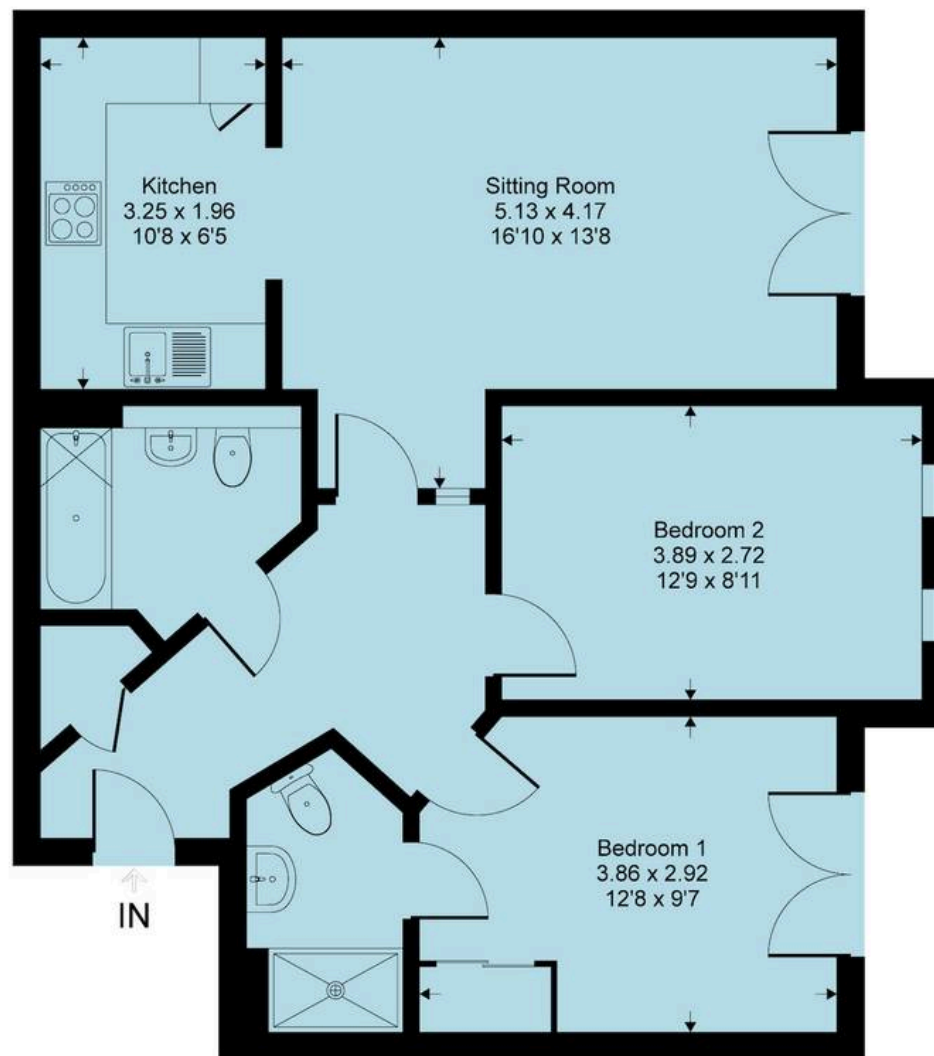 Kitchen
3.25 x 1.96
10'8 x 6'5
Sitting Room
5.13 x 4.17
16'10 x 13'8
Bedroom 2
3.89 x 2.72
12'9 x 8'11
Bedroom 1
3.86 x 2.92
12'8 x 9'7
IN